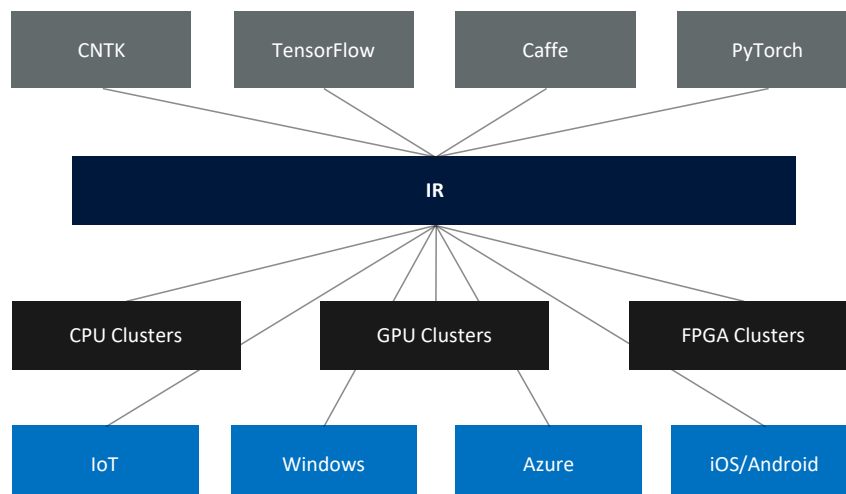 CNTK
TensorFlow
Caffe
PyTorch
IR
CPU Clusters
GPU Clusters
FPGA Clusters
IoT
Windows
Azure
iOS/Android